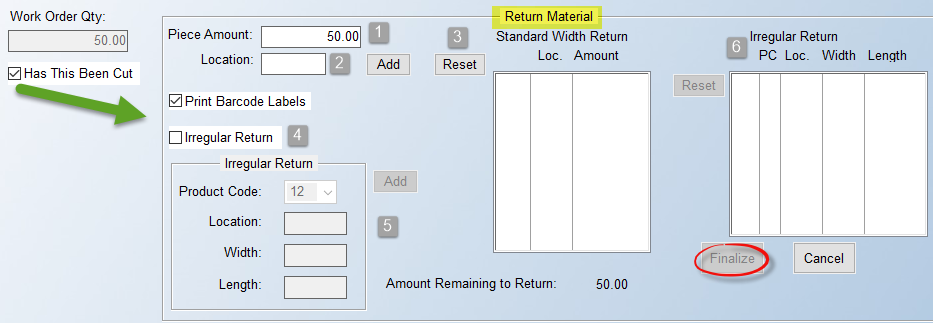 Work Order Qty:
50.00
Has This Been Cut
Return Material
Piece Amount: 50.00 1
Location: 2 Add
3
Reset
Print Barcode Labels
Irregular Return 4
Irregular Return
Product Code: 12
Add
Location:
5
Width:
Length:
Standard Width Return
Loc. Amount
Amount Remaining to Return: 50.00
6 Irregular Return
PC Loc. Width Length
Reset
Finalize
Cancel